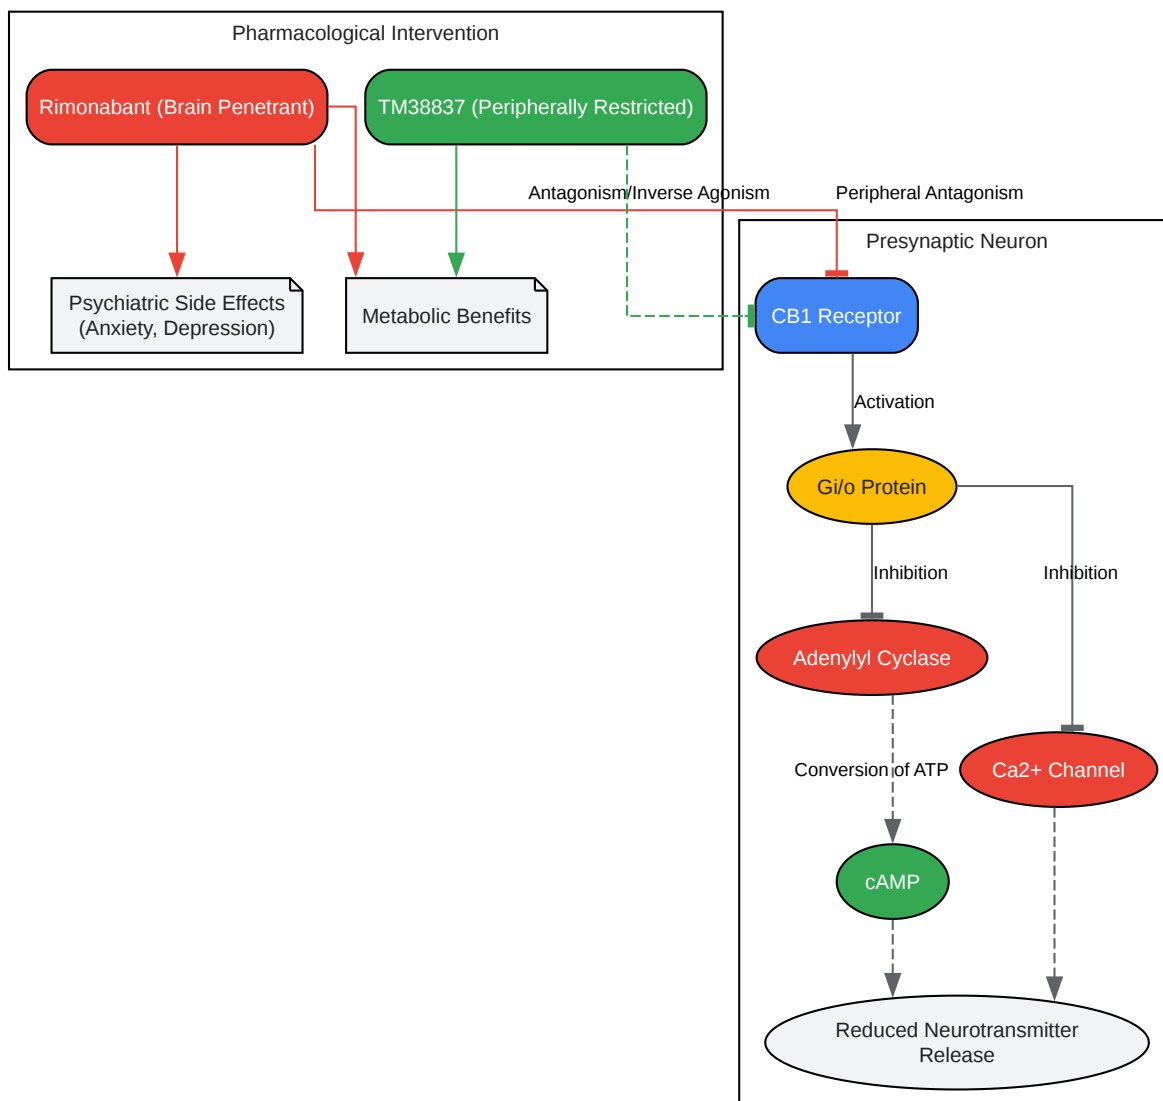 Pharmacological Intervention
Rimonabant (Brain Penetrant)
TM38837 (Peripherally Restricted)
Antagonism/Inverse Agonism
Peripheral Antagonism
Presynaptic Neuron
Psychiatric Side Effects
(Anxiety, Depression)
Metabolic Benefits
CB1 Receptor
Activation
Gi/o Protein
Inhibition
Inhibition
Adenylyl Cyclase
Conversion of ATP
Ca2+ Channel
cAMP
Reduced Neurotransmitter
Release